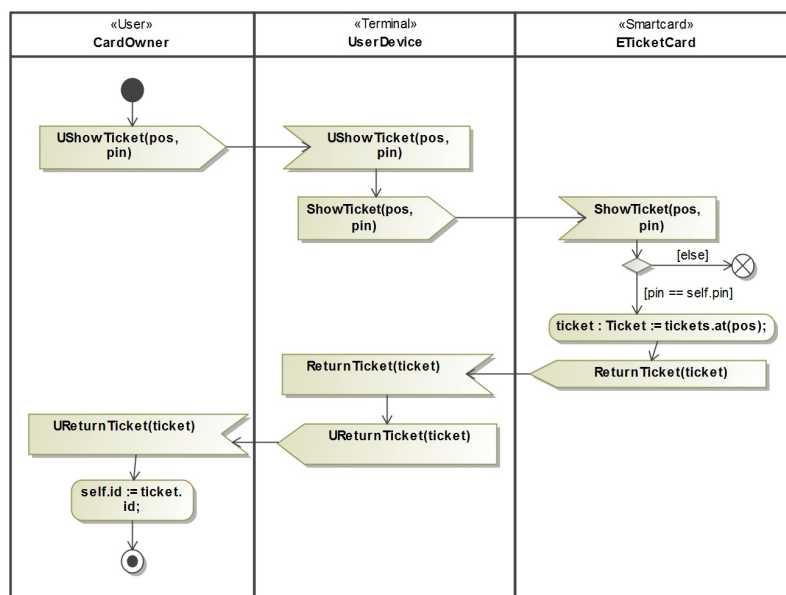 «User»
CardOwner
«Terminal»
UserDevice
«Smartcard»
ETicketCard
UShowTicket(pos,
pin)
UShowTicket(pos,
pin)
ShowTicket(pos,
pin)
ShowTicket(pos,
pin)
[else]
[pin == self.pin]
ticket : Ticket := tickets.at(pos);
ReturnTicket(ticket)
ReturnTicket(ticket)
UReturnTicket(ticket)
UReturnTicket(ticket)
self.id := ticket.
id;